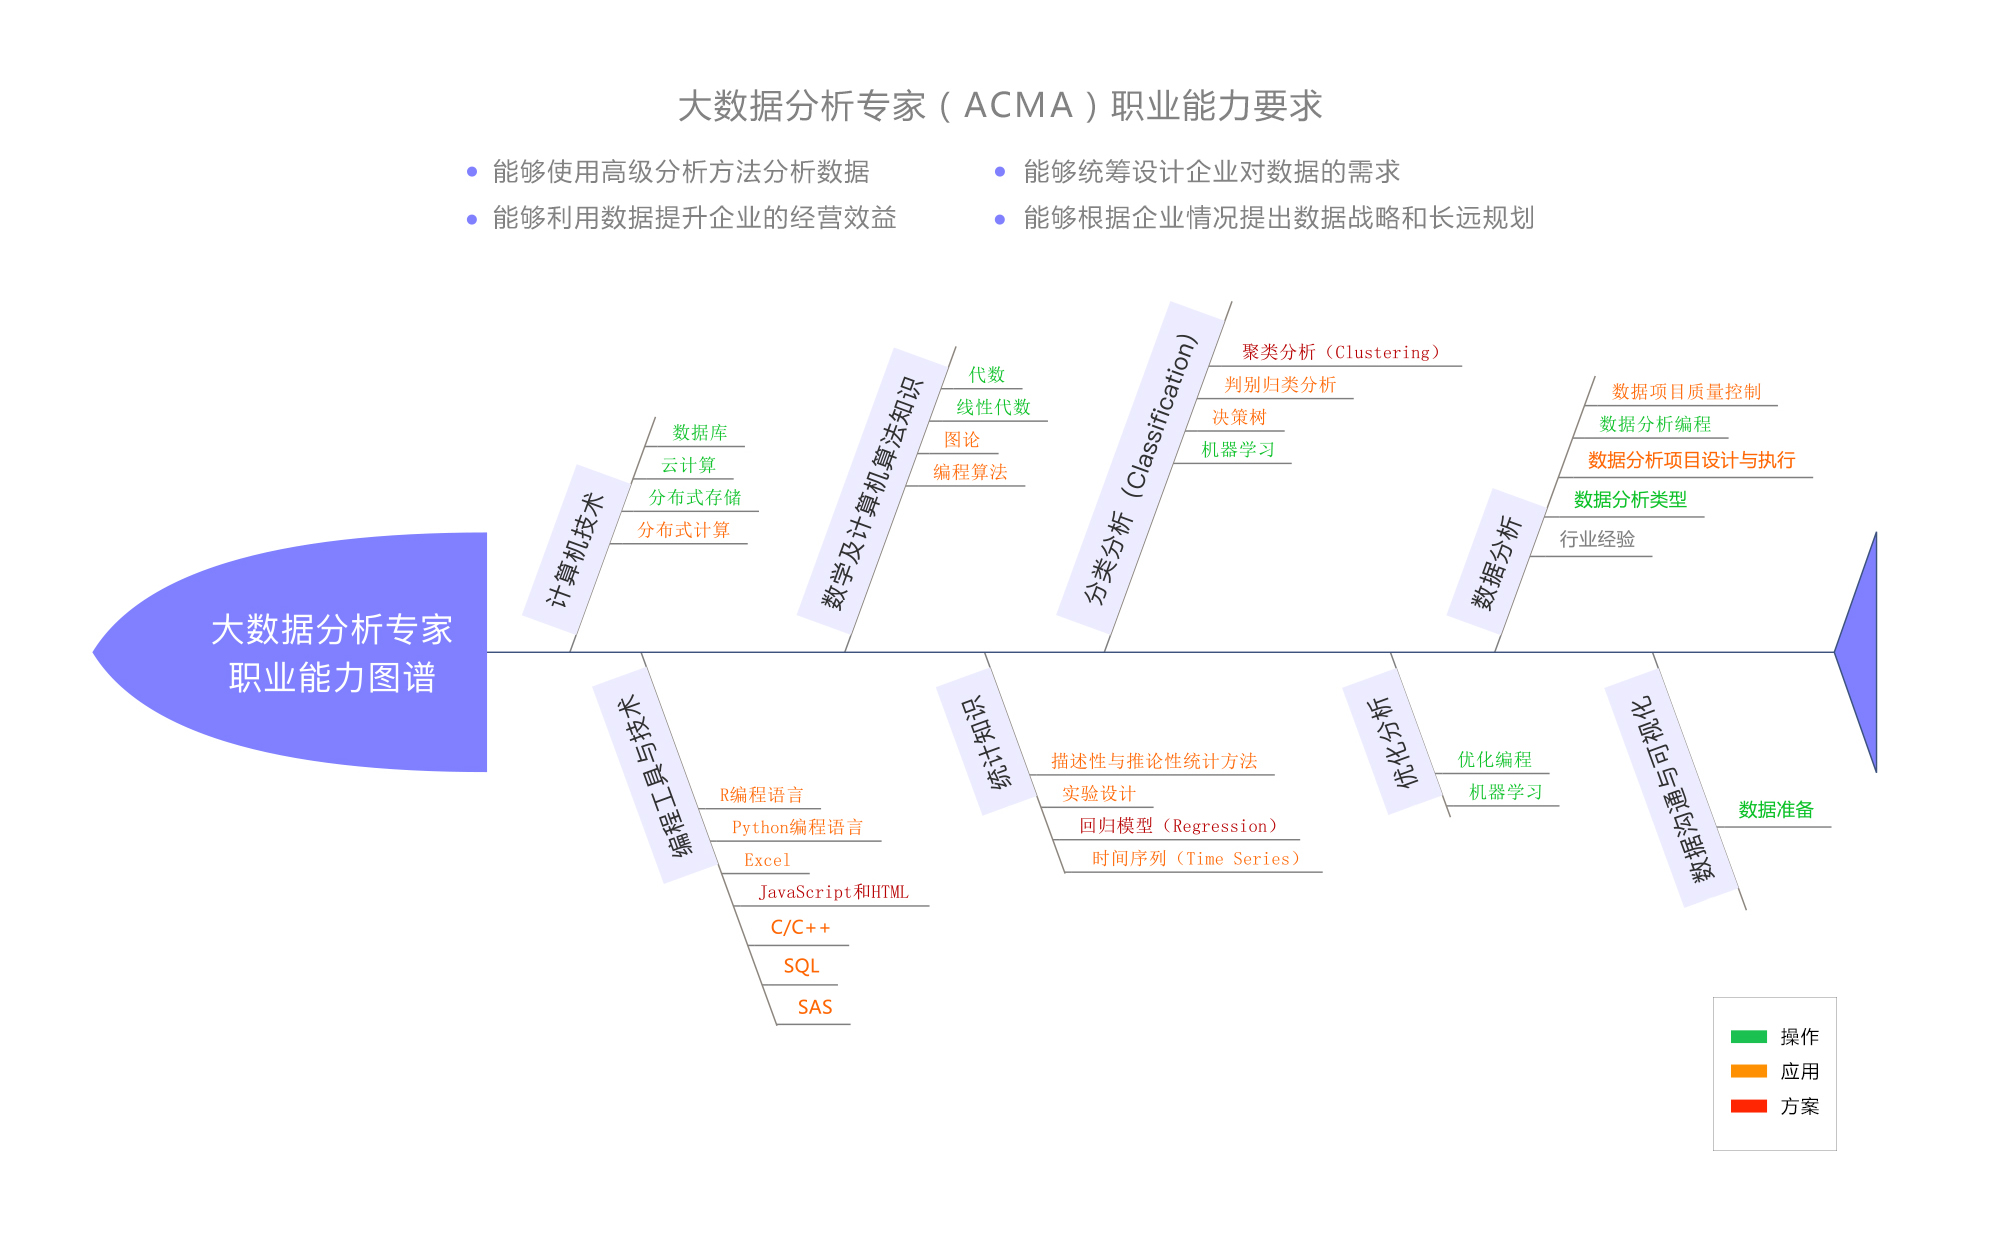 大数据分析专家（ACMA）职业能力要求
能够使用高级分析方法分析数据
能够统筹设计企业对数据的需求
能够利用数据提升企业的经营效益
能够根据企业情况提出数据战略和长远规划
大数据分析专家
职业能力图谱
计算机技术
数据库
云计算
分布式存储
分布式计算
数学及计算机算法知识
代数
线性代数
图论
编程算法
分类分析（Classification）
聚类分析（Clustering）
判别归类分析
决策树
机器学习
数据分析
数据项目质量控制
数据分析编程
数据分析项目设计与执行
数据分析类型
行业经验
编程工具与技术
R编程语言
Python编程语言
Excel
JavaScript和HTML
C/C++
SQL
SAS
统计知识
描述性与推论性统计方法
实验设计
回归模型（Regression）
时间序列（Time Series）
优化分析
优化编程
机器学习
数据沟通与可视化
数据准备
操作
应用
方案